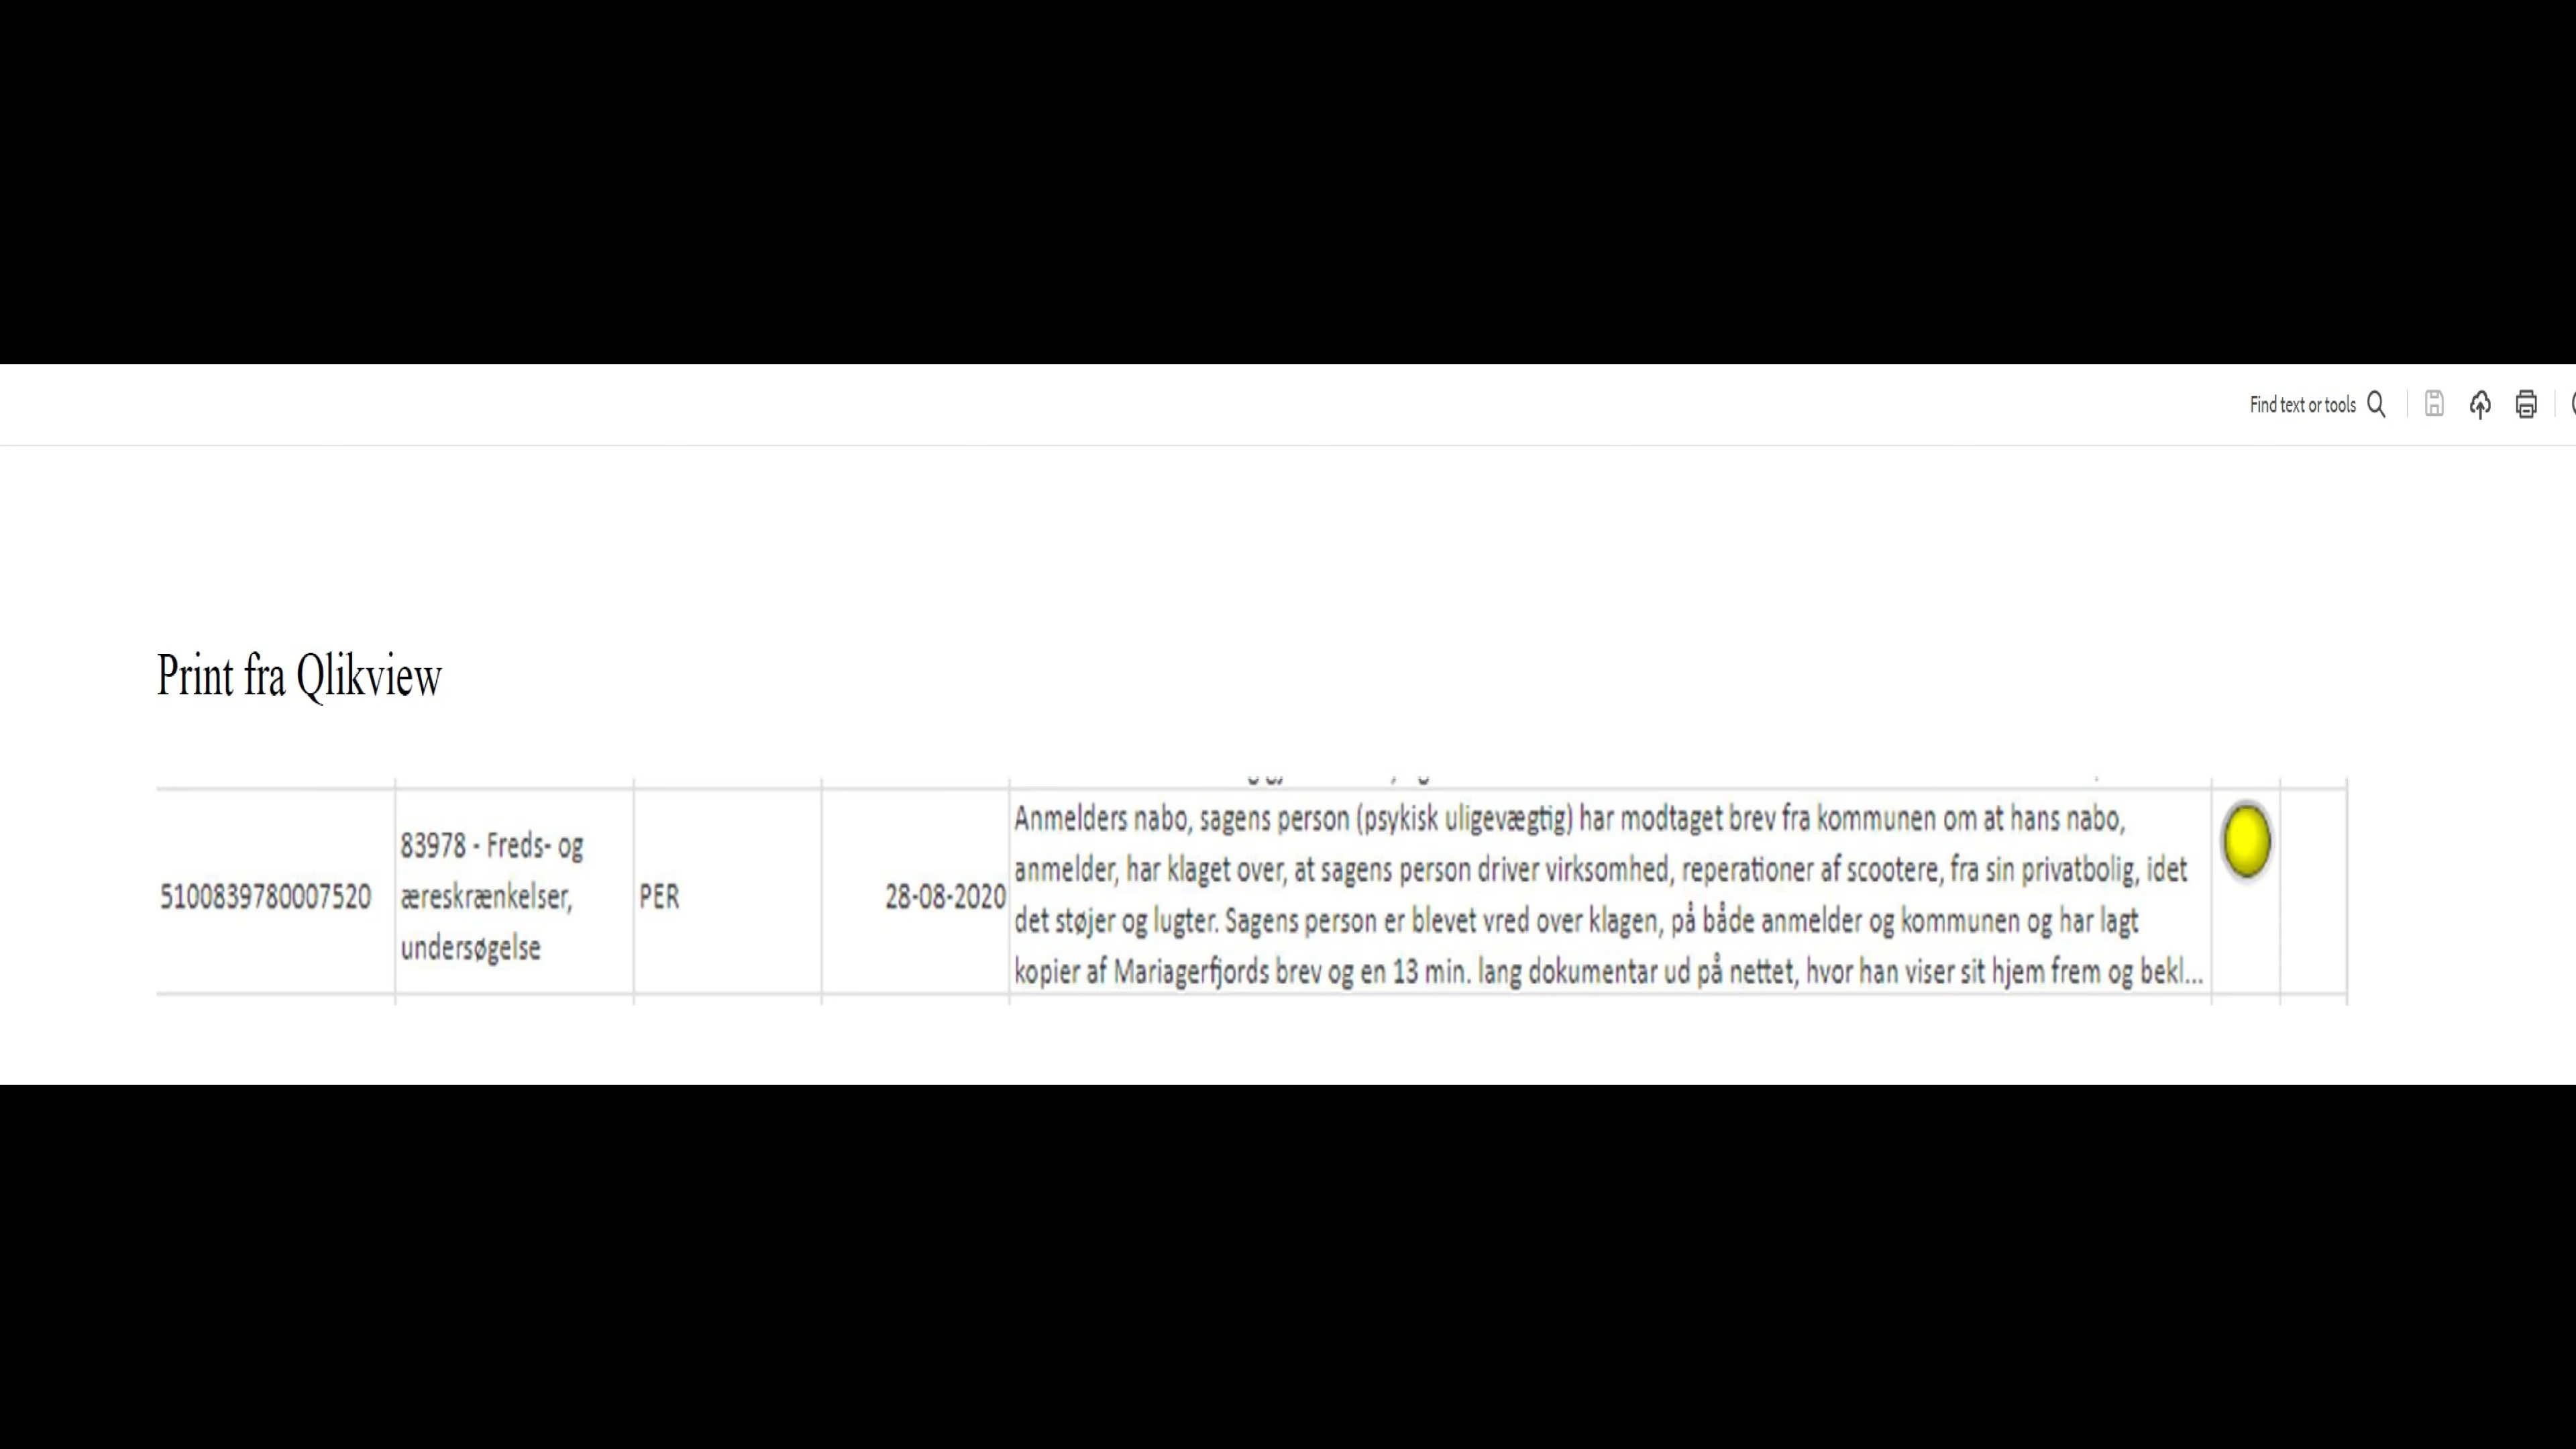 Find text or tools
Print fra Qlikview
5100839780007520
83978 - Freds- og
æreskrænkelser,
undersøgelse
PER
28-08-2020
Anmelders nabo, sagens person (psykisk uligevægtig) har modtaget brev fra kommunen om at hans nabo,
anmelder, har klaget over, at sagens person driver virksomhed, reperationer af scootere, fra sin privatbolig, idet
det støjer og lugter. Sagens person er blevet vred over klagen, på både anmelder og kommunen og har lagt
kopier af Mariagerfjords brev og en 13 min. lang dokumentar ud på nettet, hvor han viser sit hjem frem og bekl...